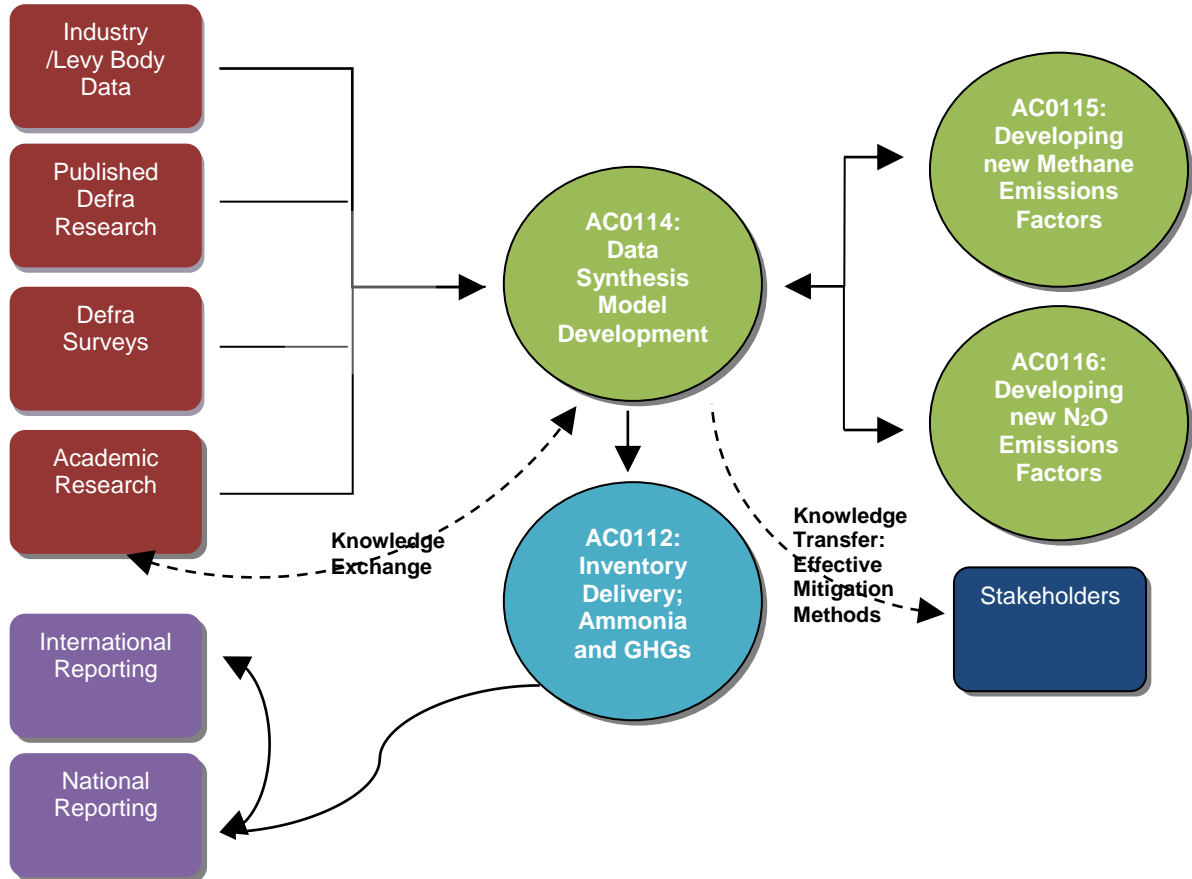 Industry
/Levy Body
Data
Published
Defra
Research
Defra
Surveys
Academic
Research
International
Reporting
National
Reporting
AC0114:
Data
Synthesis
Model
Development
Knowledge
Exchange
AC0112:
Inventory
Delivery;
Ammonia
and GHGs
Knowledge
Transfer:
Effective
Mitigation
Methods
AC0115:
Developing
new Methane
Emissions
Factors
AC0116:
Developing
new N₂O
Emissions
Factors
Stakeholders